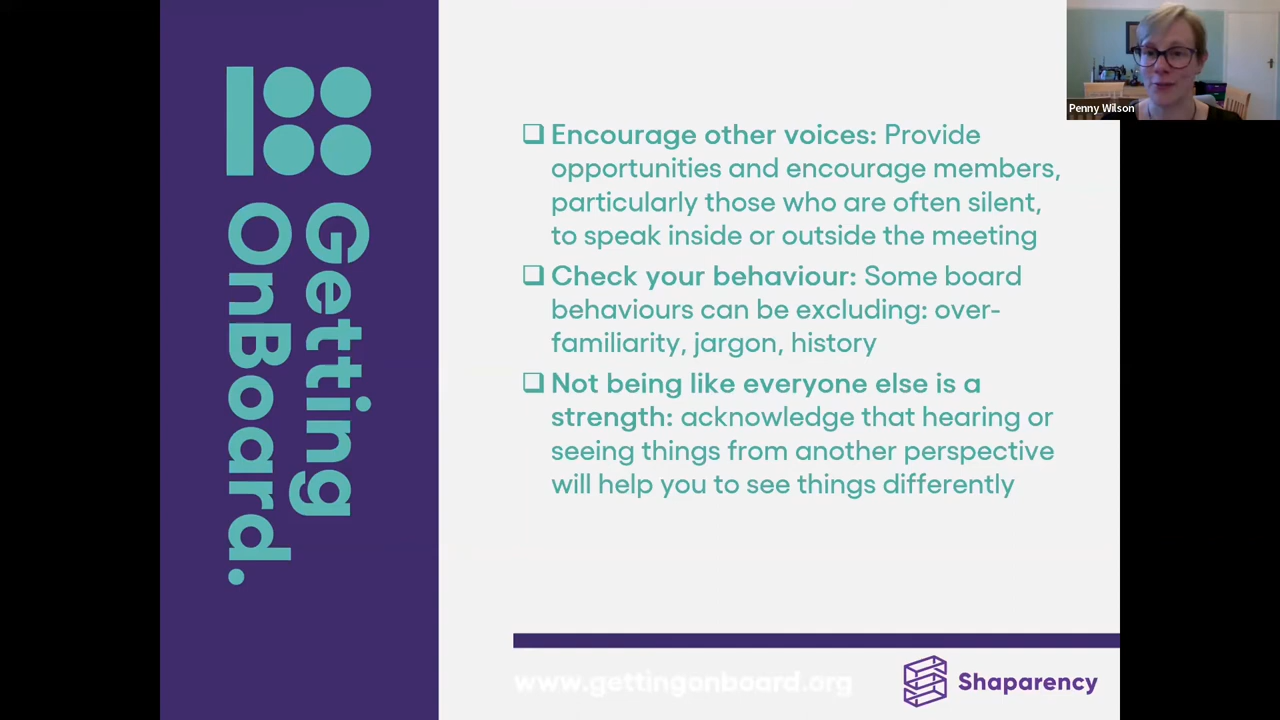 Getting
OnBoard.
Penny Wilson
❑ Encourage other voices: Provide
opportunities and encourage members,
particularly those who are often silent,
to speak inside or outside the meeting
❑ Check your behaviour: Some board
behaviours can be excluding: over-
familiarity, jargon, history
❑ Not being like everyone else is a
strength: acknowledge that hearing or
seeing things from another perspective
will help you to see things differently
www.gettingonboard.org
Shaparency